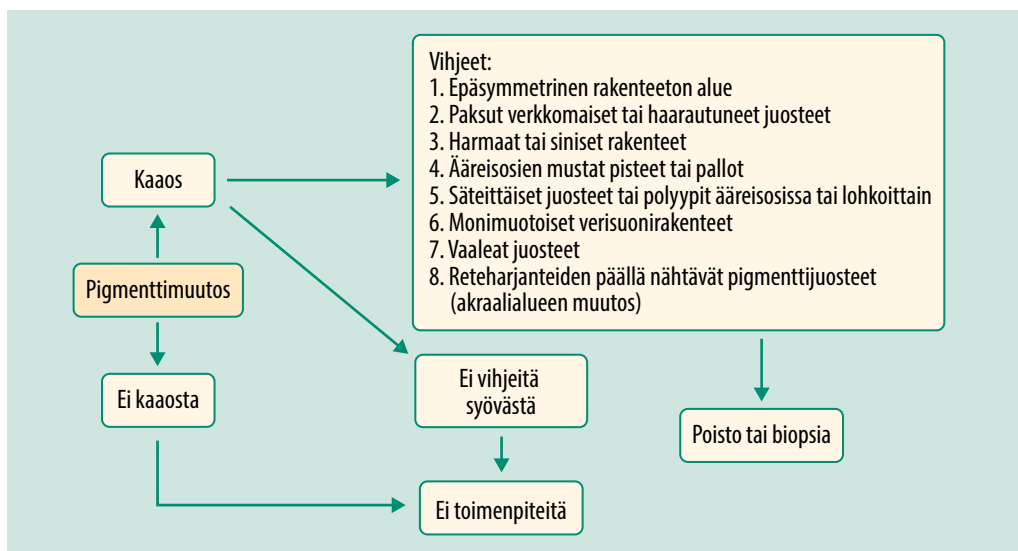 Vihjeet:
1. Epäsymmetrinen rakenteeton alue
2. Paksut verkkomaiset tai haarautuneet juosteet
3. Harmaat tai siniset rakenteet
4. Ääreisosien mustat pisteet tai pallot
5. Säteittäiset juosteet tai polyypit ääreisosissa tai lohkoittain
6. Monimuotoiset verisuonirakenteet
7. Vaaleat juosteet
8. Reteharjanteiden päällä nähtävät pigmenttijuosteet
(akraalialueen muutos)
Kaaos
Pigmenttimuutos
Ei kaaosta
Ei vihjeitä
syövästä
Poisto tai biopsia
Ei toimenpiteitä